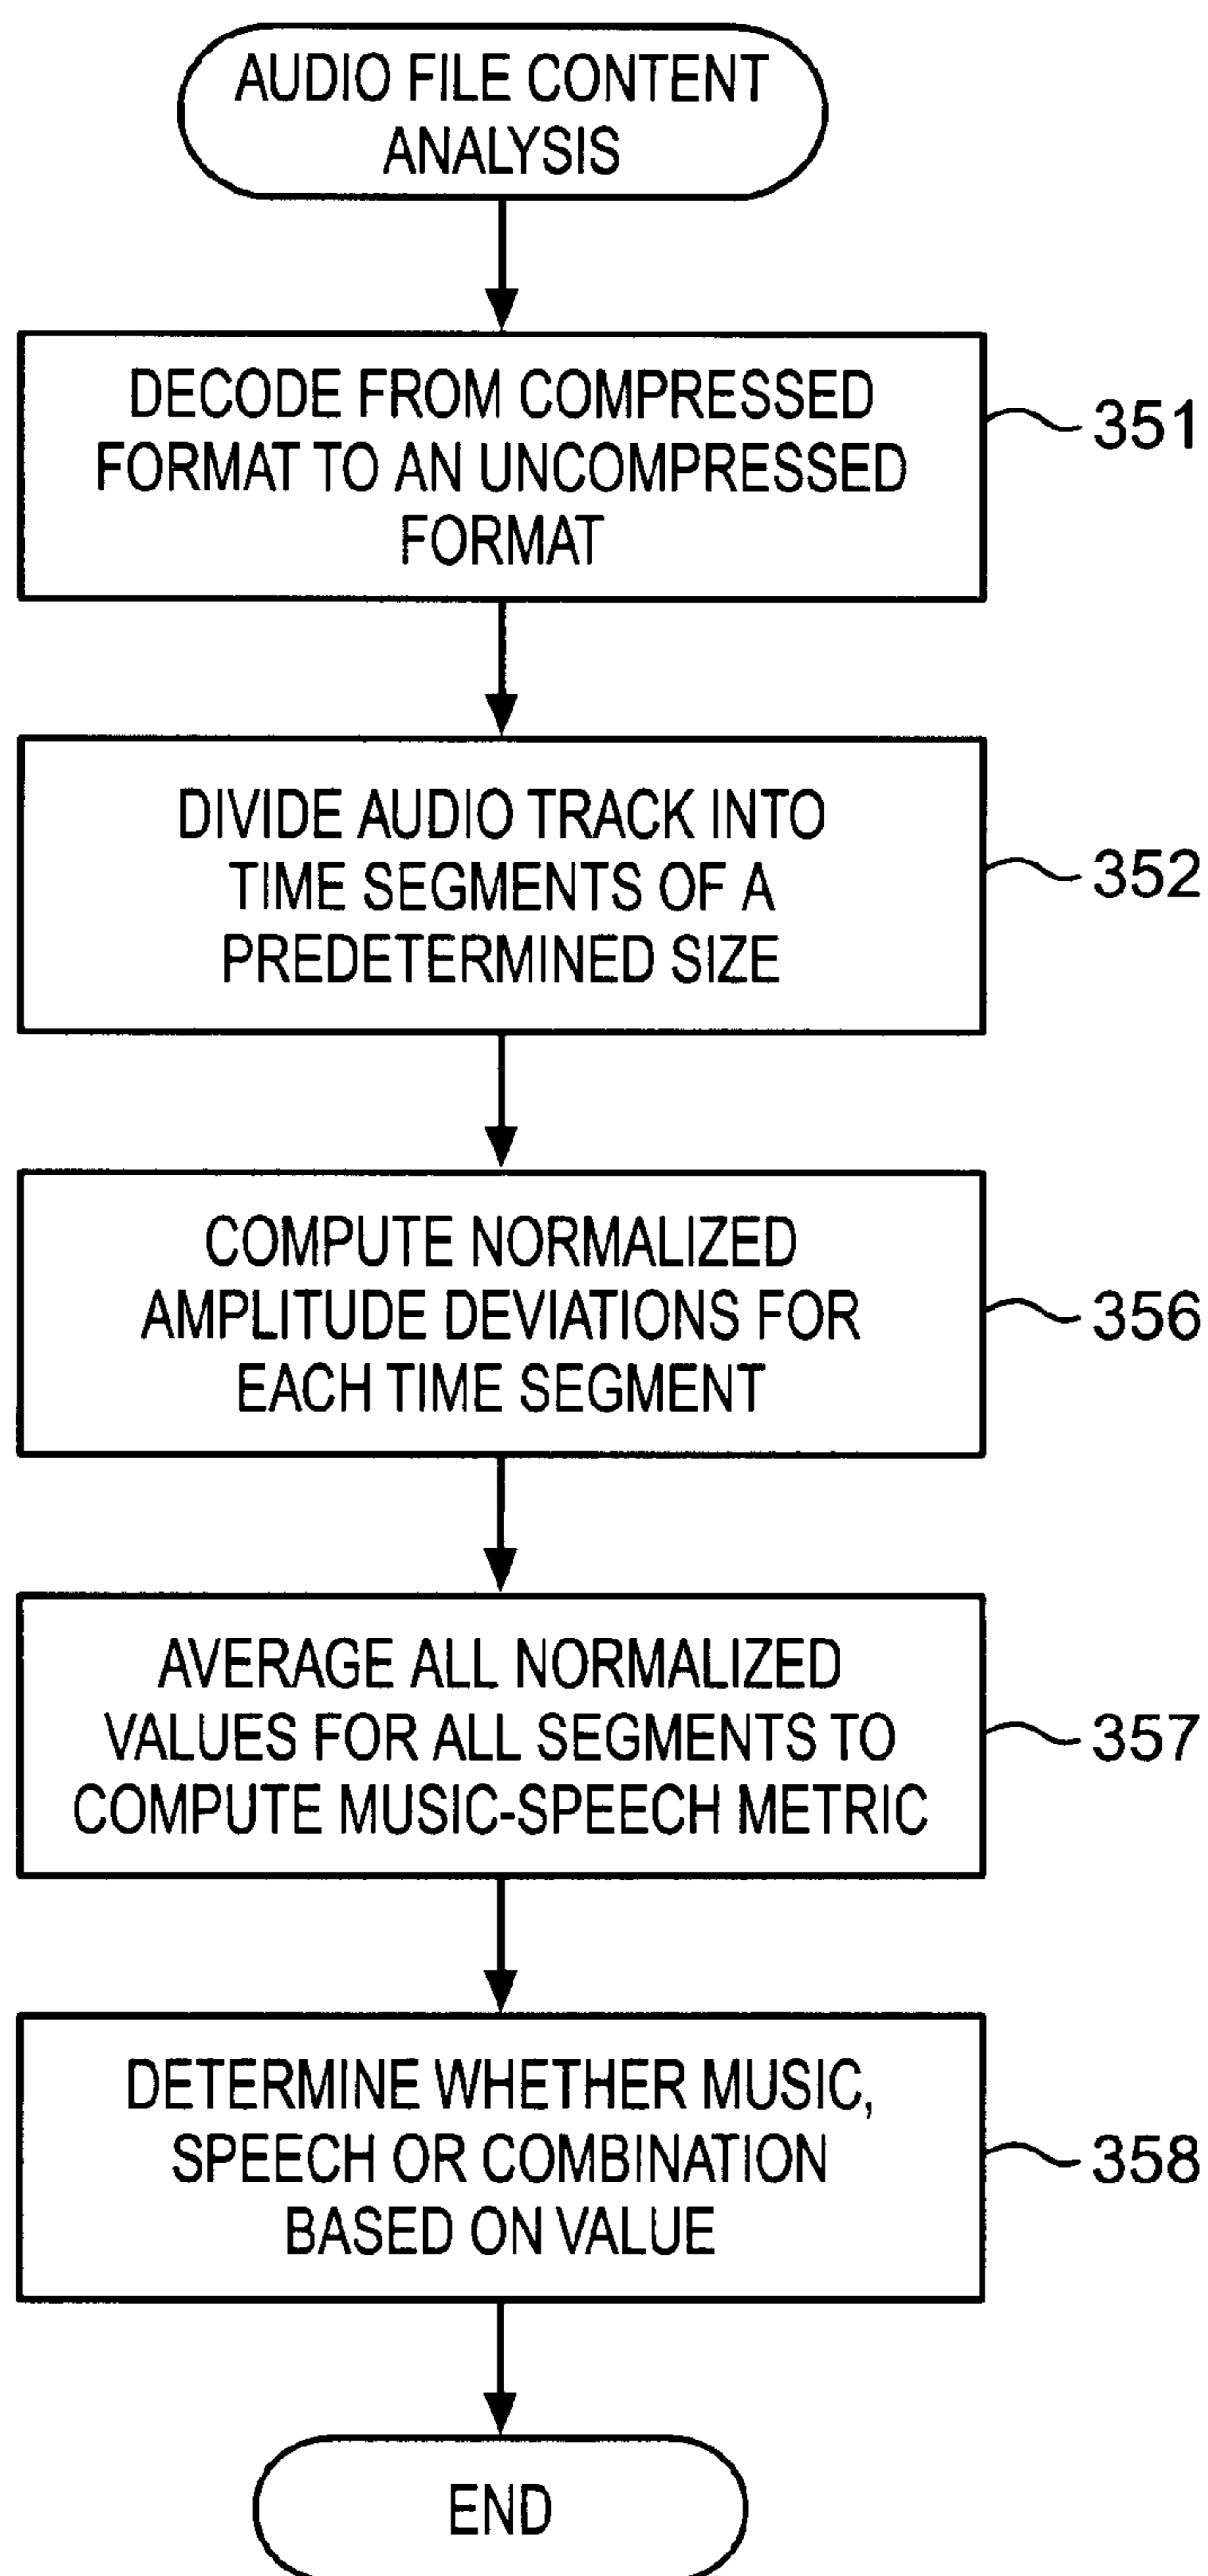 AUDIO FILE CONTENT
ANALYSIS
DECODE FROM COMPRESSED
FORMAT TO AN UNCOMPRESSED
FORMAT
351
DIVIDE AUDIO TRACK INTO
TIME SEGMENTS OF A
PREDETERMINED SIZE
352
COMPUTE NORMALIZED
AMPLITUDE DEVIATIONS FOR
EACH TIME SEGMENT
356
AVERAGE ALL NORMALIZED
VALUES FOR ALL SEGMENTS TO
COMPUTE MUSIC-SPEECH METRIC
357
DETERMINE WHETHER MUSIC,
SPEECH OR COMBINATION
BASED ON VALUE
358
END